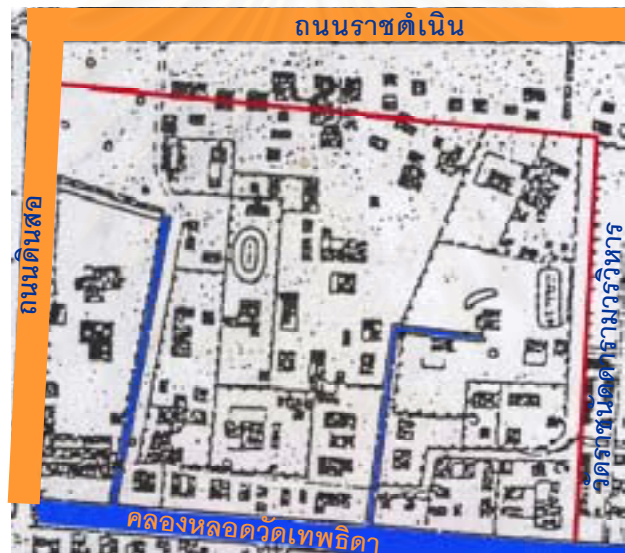 ถนนราชดำเนิน
ถนนดินสอ
วัดราชนัดดารามวรวิหาร
คลองหลอดวัดเทพธิดา